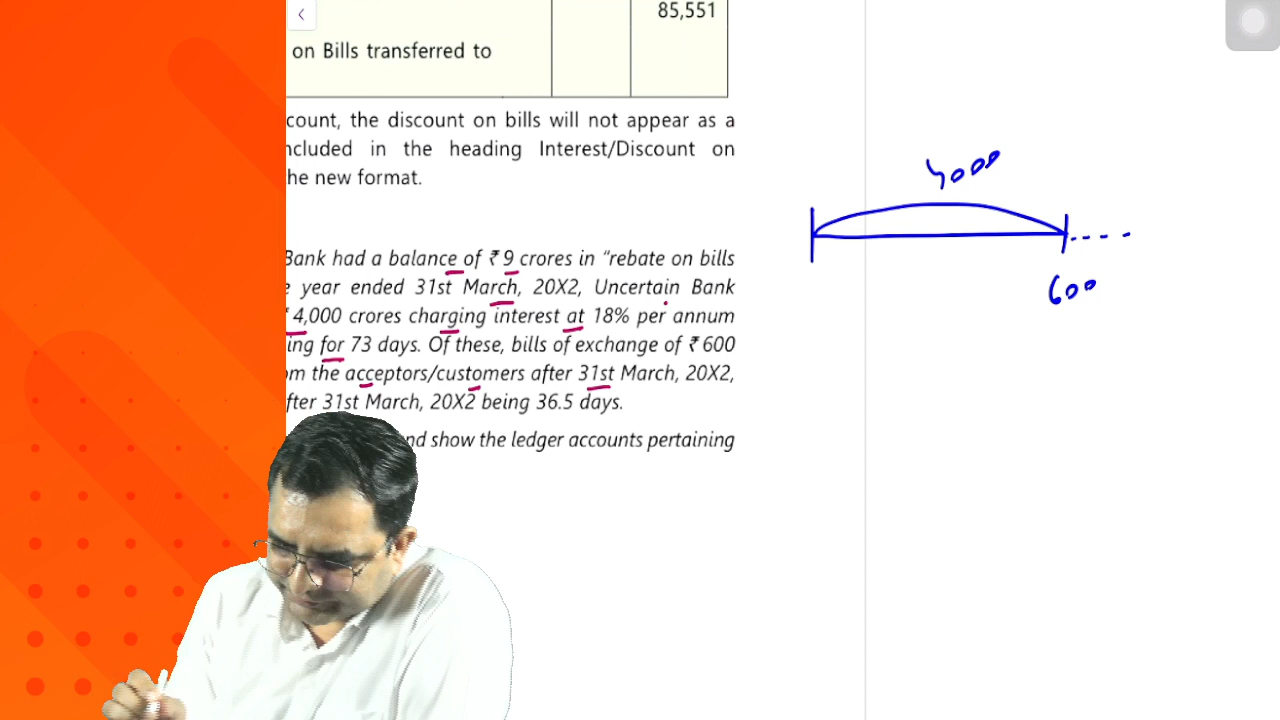 85,551
on Bills transferred to
count, the discount on bills will not appear as a
ncluded in the heading Interest/Discount on
he new format.
Bank had a balance of ₹ 9 crores in “rebate on bills
e year ended 31st March, 20X2, Uncertain Bank
4,000 crores charging interest at 18% per annum
ing for 73 days. Of these, bills of exchange of ₹ 600
om the acceptors/customers after 31st March, 20X2,
fter 31st March, 20X2 being 36.5 days.
nd show the ledger accounts pertaining
4000
600